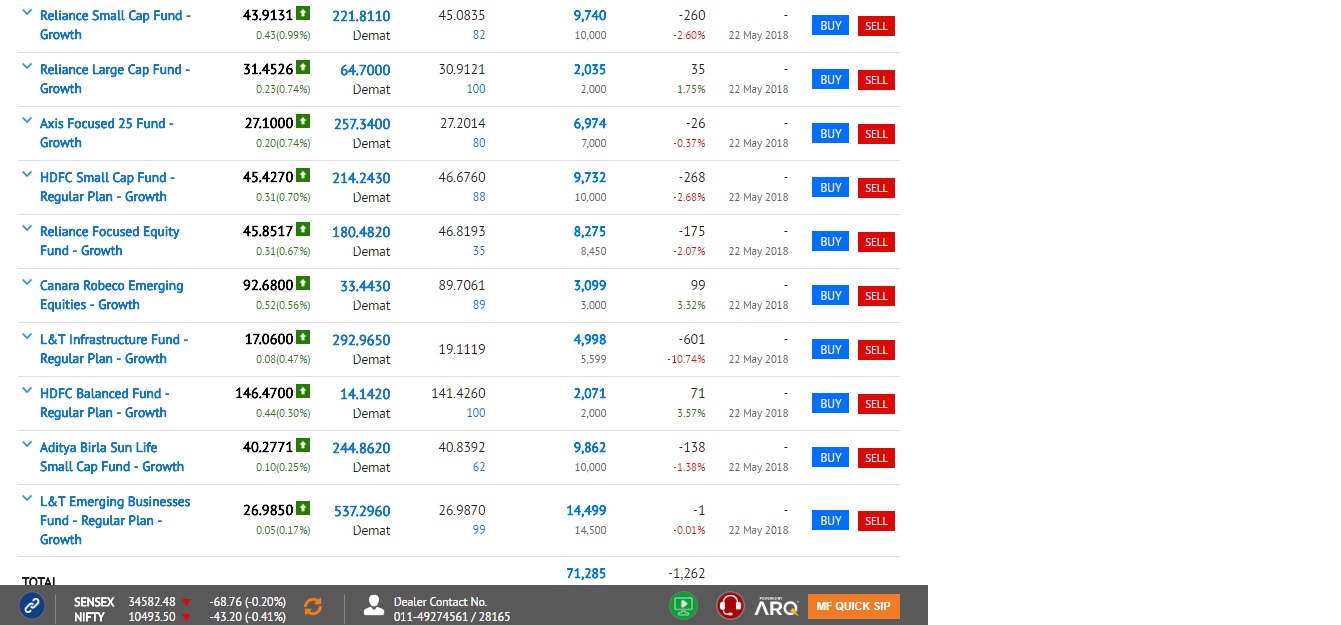 Reliance Small Cap Fund - 43.9131 221.8110 45.0835 9,740 -260 - BUY SELL
Growth 0.43(0.99%) Demat 82 10,000 -2.60% 22 May 2018
Reliance Large Cap Fund - 31.4526 64.7000 30.9121 2,035 35 - BUY SELL
Growth 0.23(0.74%) Demat 100 2,000 1.75% 22 May 2018
Axis Focused 25 Fund - 27.1000 257.3400 27.2014 6,974 -26 - BUY SELL
Growth 0.20(0.74%) Demat 80 7,000 -0.37% 22 May 2018
HDFC Small Cap Fund - 45.4270 214.2430 46.6760 9,732 -268 - BUY SELL
Regular Plan - Growth 0.31(0.70%) Demat 88 10,000 -2.68% 22 May 2018
Reliance Focused Equity 45.8517 180.4820 46.8193 8,275 -175 - BUY SELL
Fund - Growth 0.31(0.67%) Demat 35 8,450 -2.07% 22 May 2018
Canara Robeco Emerging 92.6800 33.4430 89.7061 3,099 99 - BUY SELL
Equities - Growth 0.52(0.56%) Demat 89 3,000 3.32% 22 May 2018
L&T Infrastructure Fund - 17.0600 292.9650 19.1119 4,998 -601 - BUY SELL
Regular Plan - Growth 0.08(0.47%) Demat 5,599 -10.74% 22 May 2018
HDFC Balanced Fund - 146.4700 14.1420 141.4260 2,071 71 - BUY SELL
Regular Plan - Growth 0.44(0.30%) Demat 100 2,000 3.57% 22 May 2018
Aditya Birla Sun Life 40.2771 244.8620 40.8392 9,862 -138 - BUY SELL
Small Cap Fund - Growth 0.10(0.25%) Demat 62 10,000 -1.38% 22 May 2018
L&T Emerging Businesses 26.9850 537.2960 26.9870 14,499 -1 - BUY SELL
Fund - Regular Plan - 0.05(0.17%) Demat 99 14,500 -0.01% 22 May 2018
Growth
TOTAL 71,285 -1,262
SENSEX 34582.48 -68.76 (-0.20%) Dealer Contact No. POWERED BY ARQ MF QUICK SIP
NIFTY 10493.50 -43.20 (-0.41%) 011-49274561 / 28165